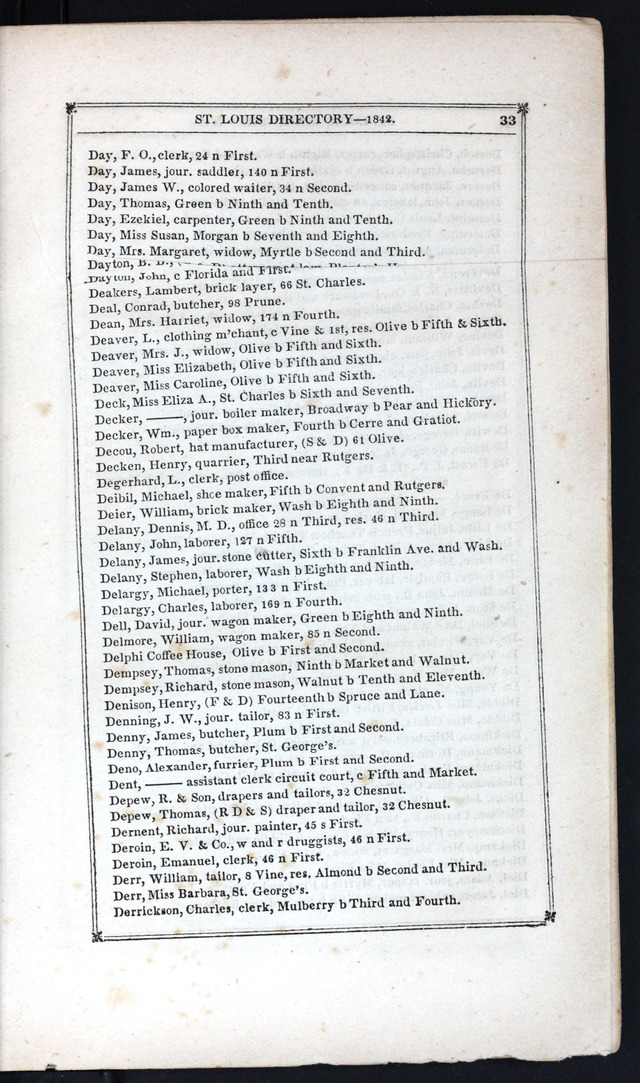 ST. LOUIS DIRECTORY—1842. 33
Day, F. O., clerk, 24 n First.
Day, James, jour. saddler, 140 n First.
Day, James W., colored waiter, 34 n Second.
Day, Thomas, Green b Ninth and Tenth.
Day, Ezekiel, carpenter, Green b Ninth and Tenth.
Day, Miss Susan, Morgan b Seventh and Eighth.
Day, Mrs. Margaret, widow, Myrtle b Second and Third.
Dayton,
Dayton, John, c Florida and First.
Deakers, Lambert, brick layer, 66 St. Charles.
Deal, Conrad, butcher, 98 Prune.
Dean, Mrs. Harriet, widow, 174 n Fourth.
Deaver, L., clothing m'chant, c Vine & 1st, res. Olive b Fifth & Sixth.
Deaver, Mrs. J., widow, Olive b Fifth and Sixth.
Deaver, Miss Elizabeth, Olive b Fifth and Sixth.
Deaver, Miss Caroline, Olive b Fifth and Sixth.
Deck, Miss Eliza A., St. Charles b Sixth and Seventh.
Decker, ——, jour. boiler maker, Broadway b Pear and Hickory.
Decker, Wm., paper box maker, Fourth b Cerre and Gratiot.
Decou, Robert, hat manufacturer, (S & D) 61 Olive.
Decken, Henry, quarrier, Third near Rutgers.
Degerhard, L., clerk, post office.
Deibil, Michael, shoe maker, Fifth b Convent and Rutgers.
Deier, William, brick maker, Wash b Eighth and Ninth.
Delany, Dennis, M. D., office 28 n Third, res. 46 n Third.
Delany, John, laborer, 127 n Fifth.
Delany, James, jour. stone cutter, Sixth b Franklin Ave. and Wash.
Delany, Stephen, laborer, Wash b Eighth and Ninth.
Delargy, Michael, porter, 133 n First.
Delargy, Charles, laborer, 169 n Fourth.
Dell, David, jour. wagon maker, Green b Eighth and Ninth.
Delmore, William, wagon maker, 85 n Second.
Delphi Coffee House, Olive b First and Second.
Dempsey, Thomas, stone mason, Ninth b Market and Walnut.
Dempsey, Richard, stone mason, Walnut b Tenth and Eleventh.
Denison, Henry, (F & D) Fourteenth b Spruce and Lane.
Denning, J. W., jour. tailor, 83 n First.
Denny, James, butcher, Plum b First and Second.
Denny, Thomas, butcher, St. George's.
Deno, Alexander, furrier, Plum b First and Second.
Dent, —— assistant clerk circuit court, c Fifth and Market.
Depew, R. & Son, drapers and tailors, 32 Chesnut.
Depew, Thomas, (R D & S) draper and tailor, 32 Chesnut.
Dernent, Richard, jour. painter, 45 s First.
Deroin, E. V. & Co., w and r druggists, 46 n First.
Deroin, Emanuel, clerk, 46 n First.
Derr, William, tailor, 8 Vine, res. Almond b Second and Third.
Derr, Miss Barbara, St. George's.
Derrickson, Charles, clerk, Mulberry b Third and Fourth.